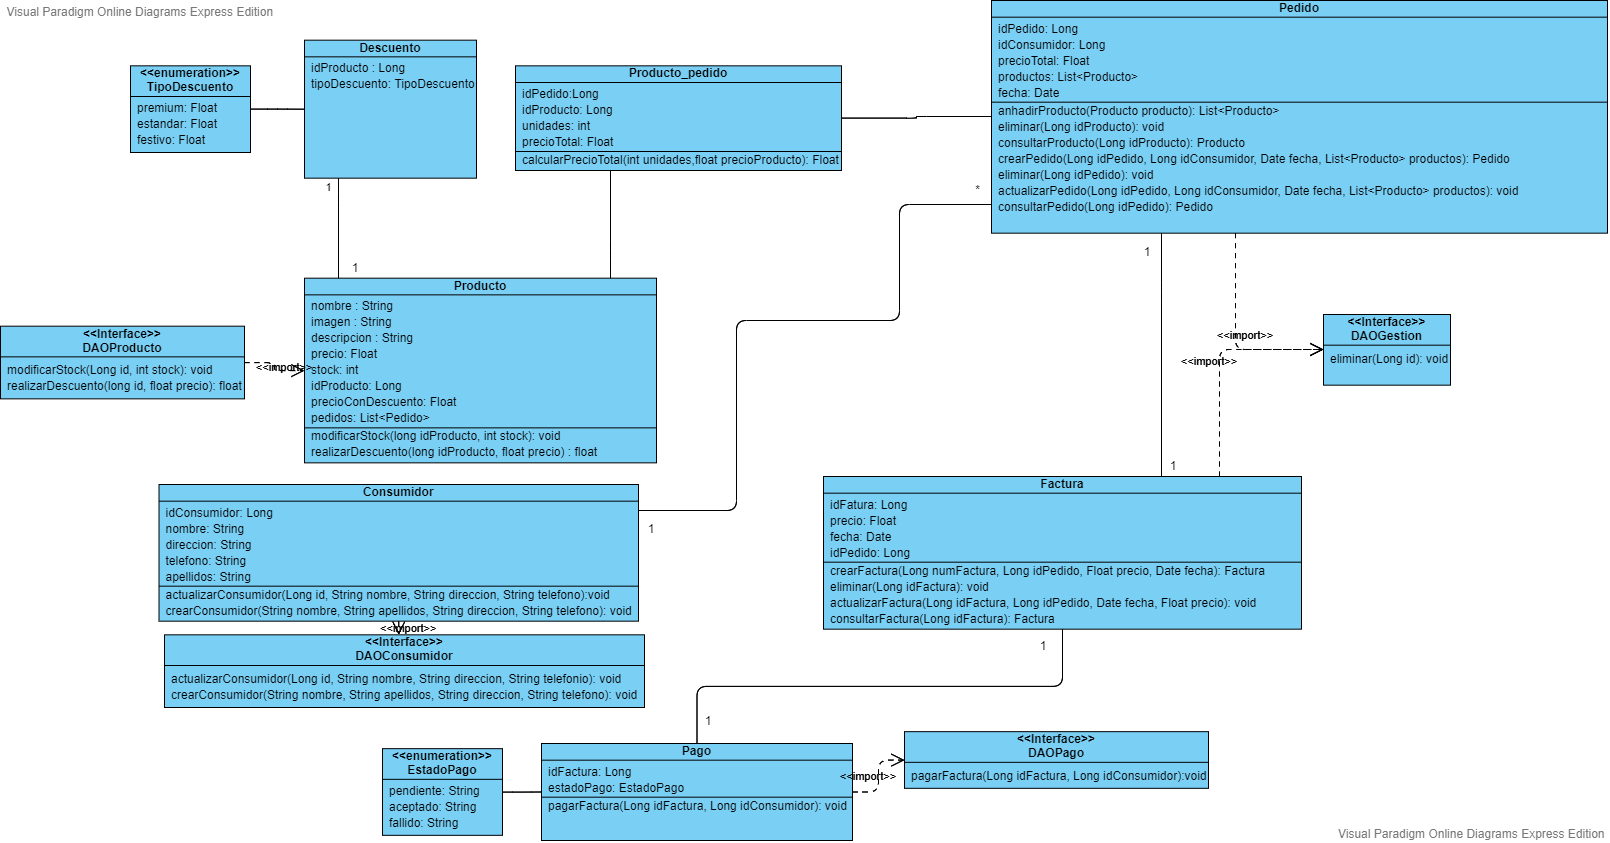 Visual Paradigm Online Diagrams Express Edition
Pedido
idPedido: Long
idConsumidor: Long
precioTotal: Float
productos: List<Producto>
fecha: Date
anhadirProducto(Producto producto): List<Producto>
eliminar(Long idProducto): void
consultarProducto(Long idProducto): Producto
crearPedido(Long idPedido, Long idConsumidor, Date fecha, List<Producto> productos): Pedido
eliminar(Long idPedido): void
actualizarPedido(Long idPedido, Long idConsumidor, Date fecha, List<Producto> productos): void
consultarPedido(Long idPedido): Pedido
Descuento
idProducto : Long
tipoDescuento: TipoDescuento
<<enumeration>>
TipoDescuento
premium: Float
estandar: Float
festivo: Float
Producto_pedido
idPedido:Long
idProducto: Long
unidades: int
precioTotal: Float
calcularPrecioTotal(int unidades,float precioProducto): Float
1
*
1
1
Producto
nombre : String
imagen : String
descripcion : String
precio: Float
stock: int
idProducto: Long
precioConDescuento: Float
pedidos: List<Pedido>
modificarStock(long idProducto, int stock): void
realizarDescuento(long idProducto, float precio) : float
<<Interface>>
DAOProducto
modificarStock(Long id, int stock): void
realizarDescuento(long id, float precio): float
<<import>>
<<import>>
<<import>>
<<Interface>>
DAOGestion
eliminar(Long id): void
1
Consumidor
idConsumidor: Long
nombre: String
direccion: String
telefono: String
apellidos: String
actualizarConsumidor(Long id, String nombre, String direccion, String telefono):void
crearConsumidor(String nombre, String apellidos, String direccion, String telefono): void
1
Factura
idFatura: Long
precio: Float
fecha: Date
idPedido: Long
crearFactura(Long numFactura, Long idPedido, Float precio, Date fecha): Factura
eliminar(Long idFactura): void
actualizarFactura(Long idFactura, Long idPedido, Date fecha, Float precio): void
consultarFactura(Long idFactura): Factura
<<import>>
<<Interface>>
DAOConsumidor
actualizarConsumidor(Long id, String nombre, String direccion, String telefonio): void
crearConsumidor(String nombre, String apellidos, String direccion, String telefono): void
1
1
<<enumeration>>
EstadoPago
pendiente: String
aceptado: String
fallido: String
Pago
idFactura: Long
estadoPago: EstadoPago
pagarFactura(Long idFactura, Long idConsumidor): void
<<import>>
<<Interface>>
DAOPago
pagarFactura(Long idFactura, Long idConsumidor):void
Visual Paradigm Online Diagrams Express Edition